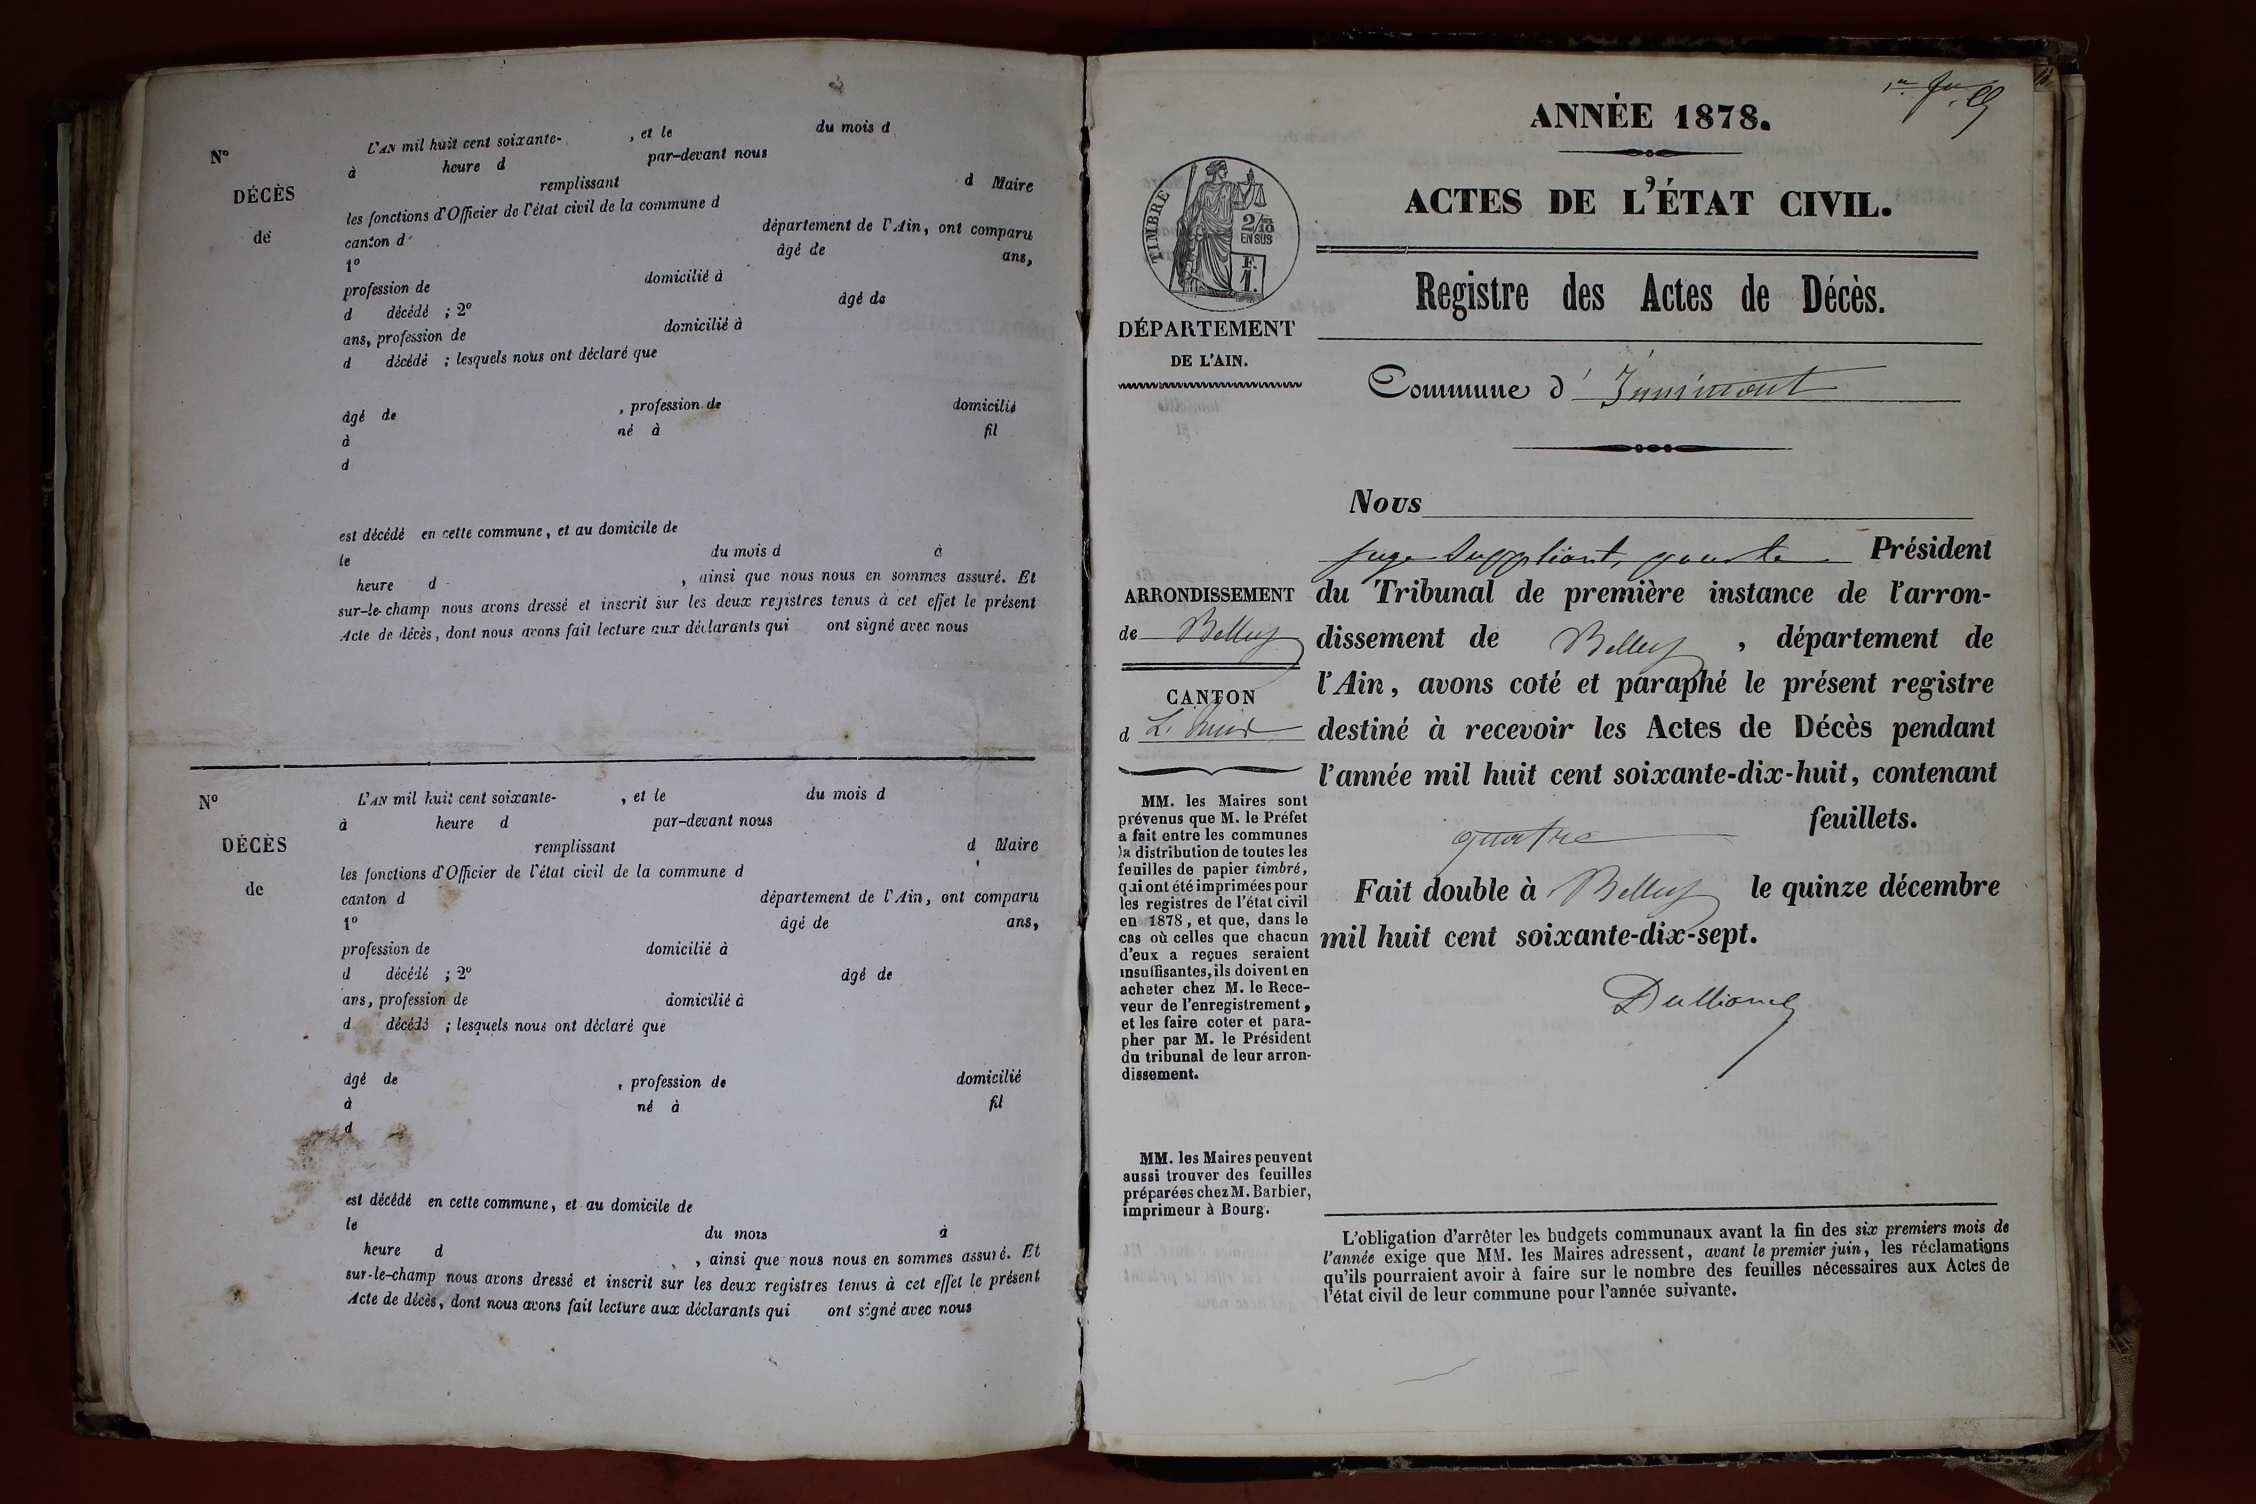 N°
DÉCÈS
de
L'AN mil huit cent soixante- , et le du mois d
à heure d par-devant nous
remplissant d Maire
les fonctions d'Officier de l'état civil de la commune d
canton d département de l'Ain, ont comparu
1° âgé de ans,
profession de domicilié à
d décédé ; 2° âgé de
ans, profession de domicilié à
d décédé ; lesquels nous ont déclaré que
âgé de , profession de domicilié
à né à fil
d
est décédé en cette commune, et au domicile de
le du mois d à
heure d , ainsi que nous nous en sommes assuré. Et
sur-le-champ nous avons dressé et inscrit sur les deux registres tenus à cet effet le présent
Acte de décès, dont nous avons fait lecture aux déclarants qui ont signé avec nous
N°
DÉCÈS
de
L'AN mil huit cent soixante- , et le du mois d
à heure d par-devant nous
remplissant d Maire
les fonctions d'Officier de l'état civil de la commune d
canton d département de l'Ain, ont comparu
1° âgé de ans,
profession de domicilié à
d décédé ; 2° âgé de
ans, profession de domicilié à
d décédé ; lesquels nous ont déclaré que
âgé de , profession de domicilié
à né à fil
d
est décédé en cette commune, et au domicile de
le du mois à
heure d , ainsi que nous nous en sommes assuré. Et
sur-le-champ nous avons dressé et inscrit sur les deux registres tenus à cet effet le présent
Acte de décès, dont nous avons fait lecture aux déclarants qui ont signé avec nous
ANNÉE 1878.
ACTES DE L'ÉTAT CIVIL.
TIMBRE
2/10
EN SUS
F.
1.
DÉPARTEMENT
DE L'AIN.
Registre des Actes de Décès.
Commune d'Innimont
Nous
juge Suppléant, pour le Président
du Tribunal de première instance de l'arron-
dissement de Belley , département de
l'Ain, avons coté et paraphé le présent registre
destiné à recevoir les Actes de Décès pendant
l'année mil huit cent soixante-dix-huit, contenant
quatre feuillets.
Fait double à Belley le quinze décembre
mil huit cent soixante-dix-sept.
ARRONDISSEMENT
de Belley
CANTON
d
MM. les Maires sont
prévenus que M. le Préfet
a fait entre les communes
la distribution de toutes les
feuilles de papier timbré,
qui ont été imprimées pour
les registres de l'état civil
en 1878, et que, dans le
cas où celles que chacun
d'eux a reçues seraient
insuffisantes, ils doivent en
acheter chez M. le Rece-
veur de l'enregistrement,
et les faire coter et para-
pher par M. le Président
du tribunal de leur arron-
dissement.
MM. les Maires peuvent
aussi trouver des feuilles
préparées chez M. Barbier,
imprimeur à Bourg.
L'obligation d'arrêter les budgets communaux avant la fin des six premiers mois de
l'année exige que MM. les Maires adressent, avant le premier juin, les réclamations
qu'ils pourraient avoir à faire sur le nombre des feuilles nécessaires aux Actes de
l'état civil de leur commune pour l'année suivante.